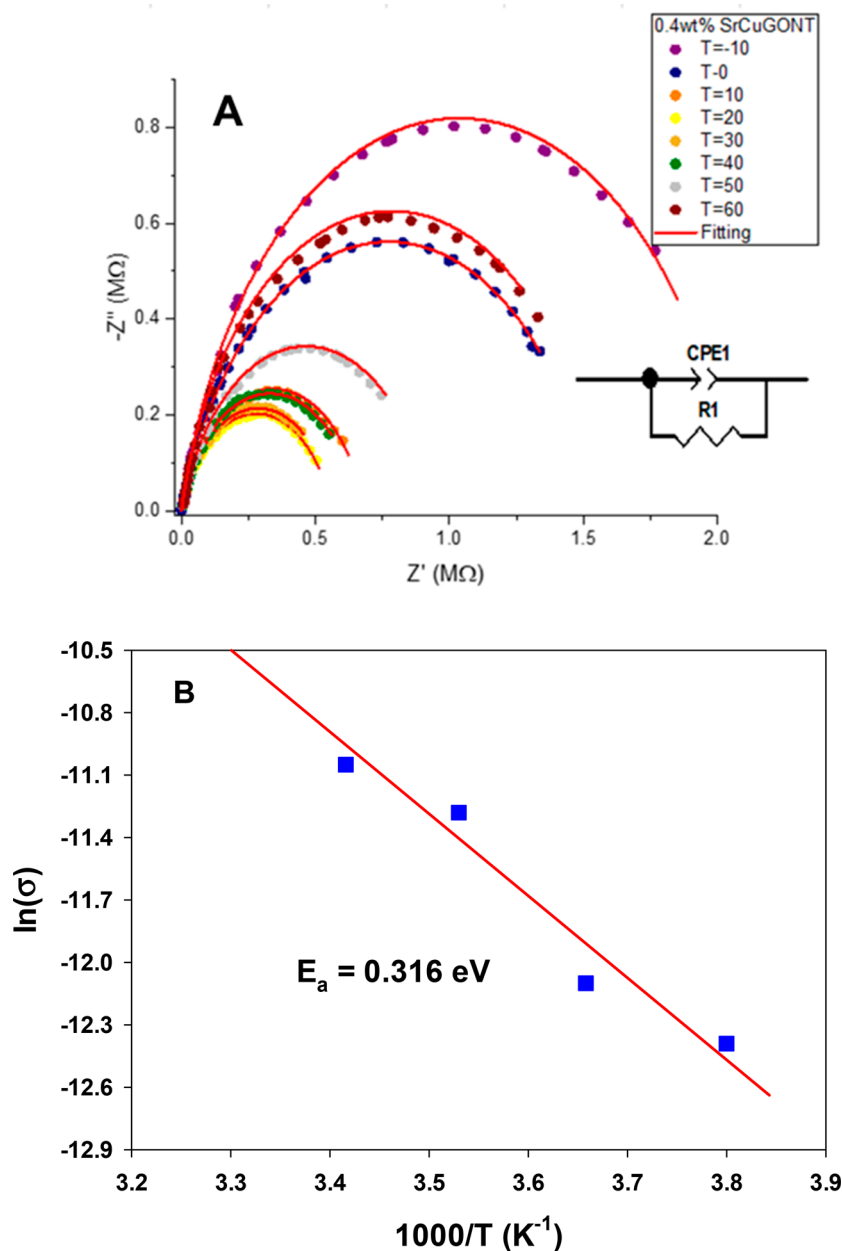 A
0.4wt% SrCuGONT
T=-10
T-0
T=10
T=20
T=30
T=40
T=50
T=60
Fitting
0.8
0.6
0.4
0.2
0.0
-Z" (MΩ)
CPE1
R1
0.0 0.5 1.0 1.5 2.0
Z' (MΩ)
B
-10.5
-10.8
-11.1
-11.4
-11.7
-12.0
-12.3
-12.6
-12.9
ln(σ)
Ea = 0.316 eV
3.2 3.3 3.4 3.5 3.6 3.7 3.8 3.9
1000/T (K⁻¹)